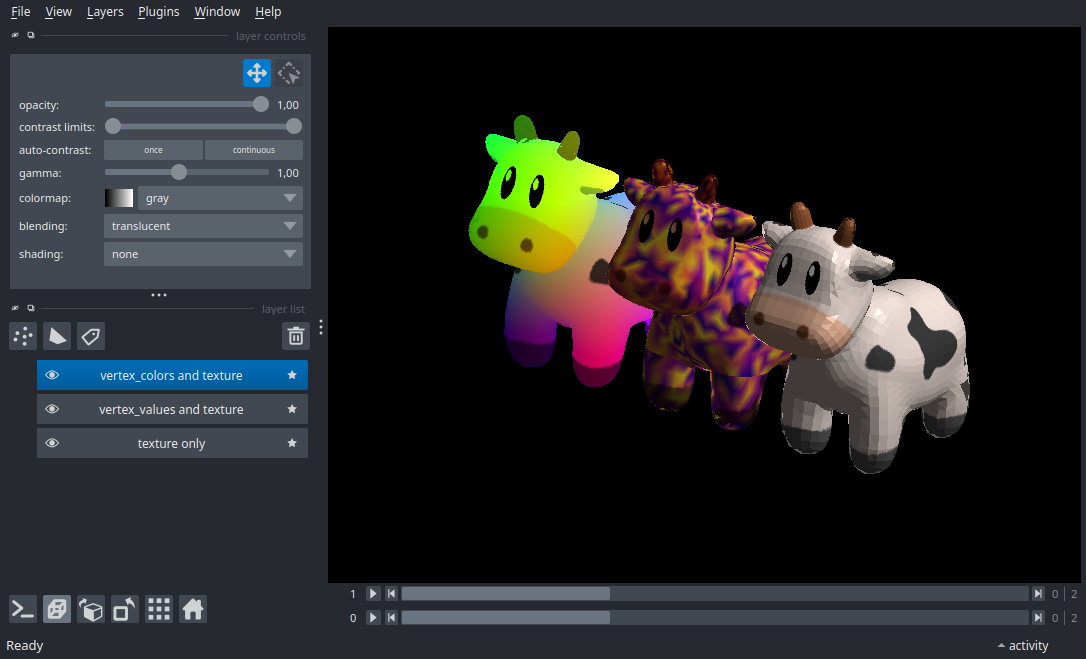 File View Layers Plugins Window Help
layer controls
opacity: 1,00
contrast limits:
auto-contrast: once continuous
gamma: 1,00
colormap: gray
blending: translucent
shading: none
layer list
vertex_colors and texture
vertex_values and texture
texture only
1 0 2
0 0 2
Ready activity